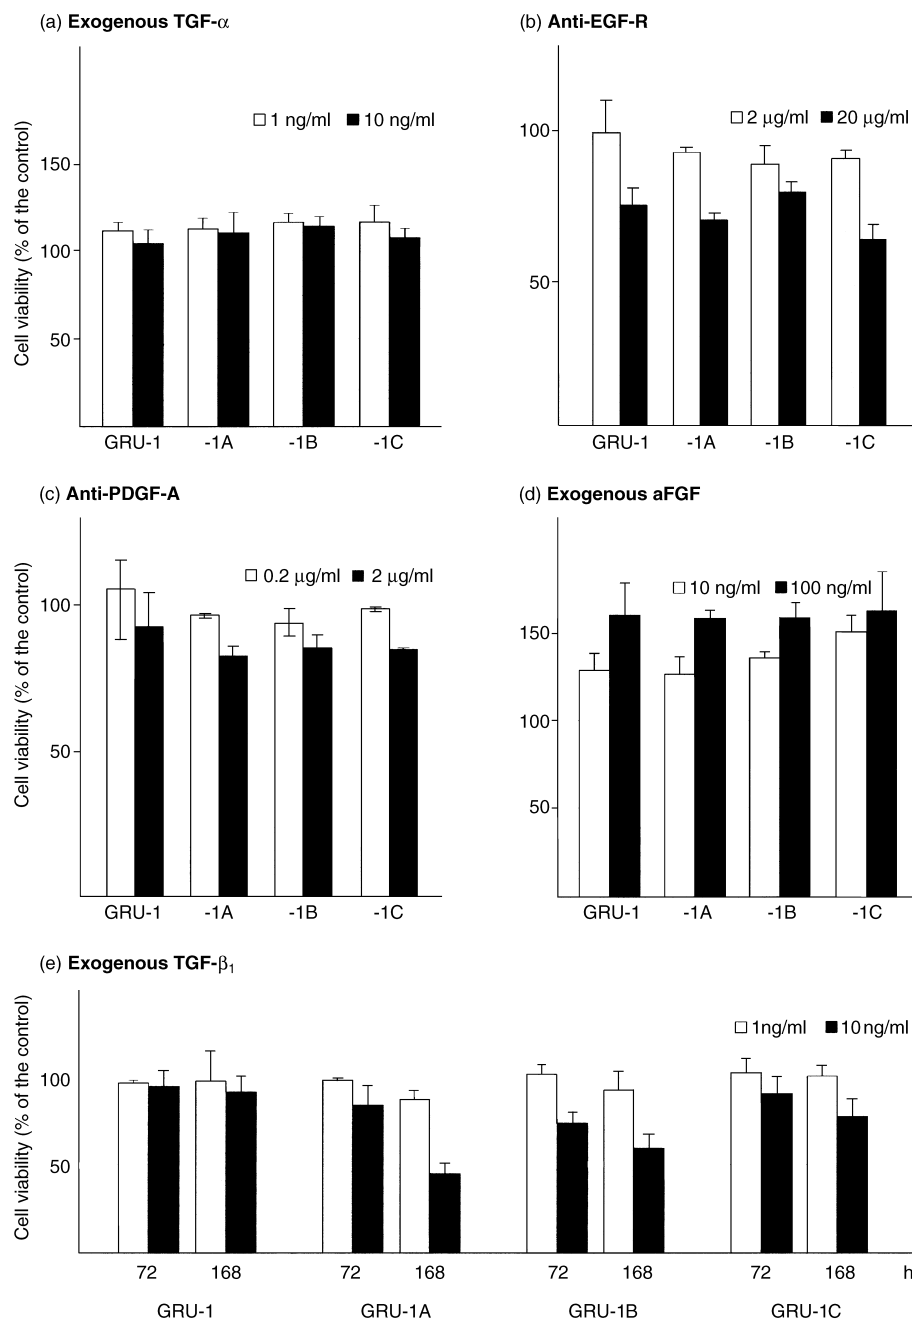 (a) Exogenous TGF-α
1 ng/ml 10 ng/ml
Cell viability (% of the control)
150
100
50
GRU-1 -1A -1B -1C
(b) Anti-EGF-R
2 μg/ml 20 μg/ml
100
50
GRU-1 -1A -1B -1C
(c) Anti-PDGF-A
0.2 μg/ml 2 μg/ml
Cell viability (% of the control)
100
50
GRU-1 -1A -1B -1C
(d) Exogenous aFGF
10 ng/ml 100 ng/ml
150
100
50
GRU-1 -1A -1B -1C
(e) Exogenous TGF-β₁
1ng/ml 10ng/ml
Cell viability (% of the control)
100
50
72 168 72 168 72 168 72 168 h
GRU-1 GRU-1A GRU-1B GRU-1C